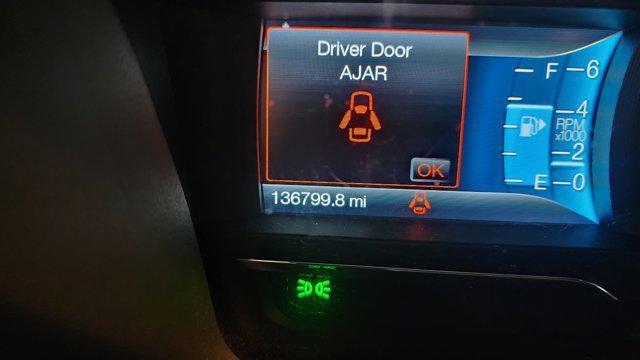 Driver Door
AJAR
OK
136799.8 mi
F
E
6
4
RPM
x1000
2
0